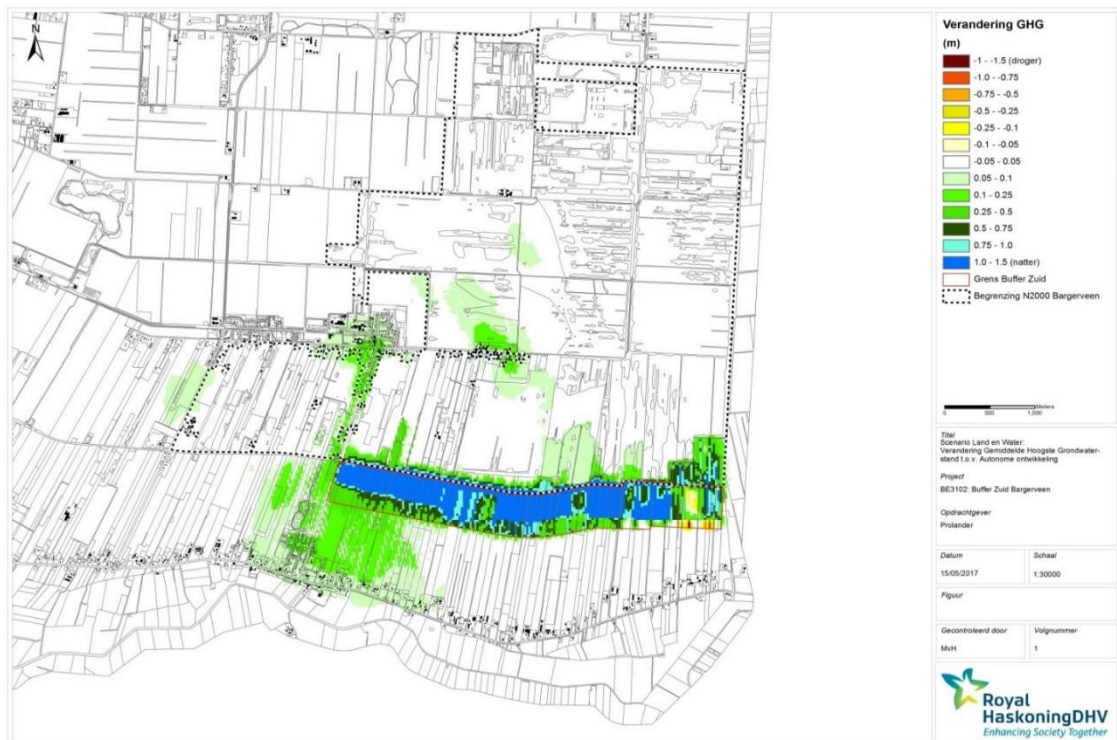 N
Verandering GHG
(m)
-1 - -1.5 (droger)
-1.0 - -0.75
-0.75 - -0.5
-0.5 - -0.25
-0.25 - -0.1
-0.1 - -0.05
-0.05 - 0.05
0.05 - 0.1
0.1 - 0.25
0.25 - 0.5
0.5 - 0.75
0.75 - 1.0
1.0 - 1.5 (natter)
Grens Buffer Zuid
Begrenzing N2000 Bargerveen
Meters
0 500 1,000
Titel
Scenario Land en Water:
Verandering Gemiddelde Hoogste Grondwater-
stand t.o.v. Autonome ontwikkeling
Project
BE3102: Buffer Zuid Bargerveen
Opdrachtgever
Prolander
Datum Schaal
15/05/2017 1:30000
Figuur
Gecontroleerd door Volgnummer
MvH 1
Royal
HaskoningDHV
Enhancing Society Together